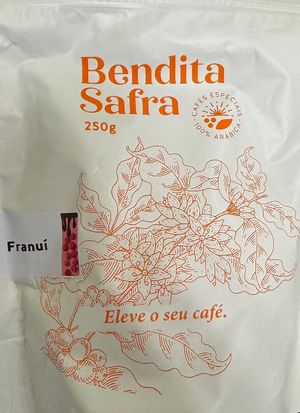 Bendita
Safra
250g
CAFÉS ESPECIAIS
100% ARÁBICA
Franuí
Eleve o seu café.